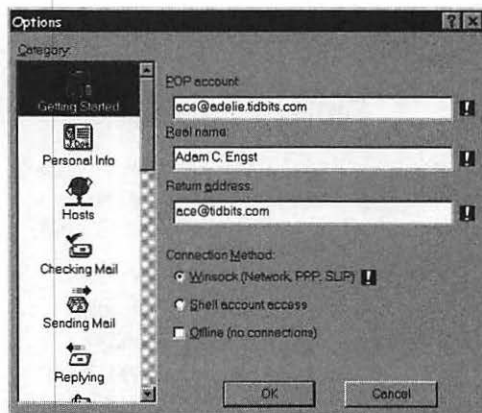 Options
Category:
Getting Started
Personal Info
Hosts
Checking Mail
Sending Mail
Replying
POP account:
ace@adelie.tidbits.com
Real name:
Adam C. Engst
Return address:
ace@tidbits.com
Connection Method:
Winsock (Network, PPP, SLIP)
Shell account access
Offline (no connections)
OK
Cancel